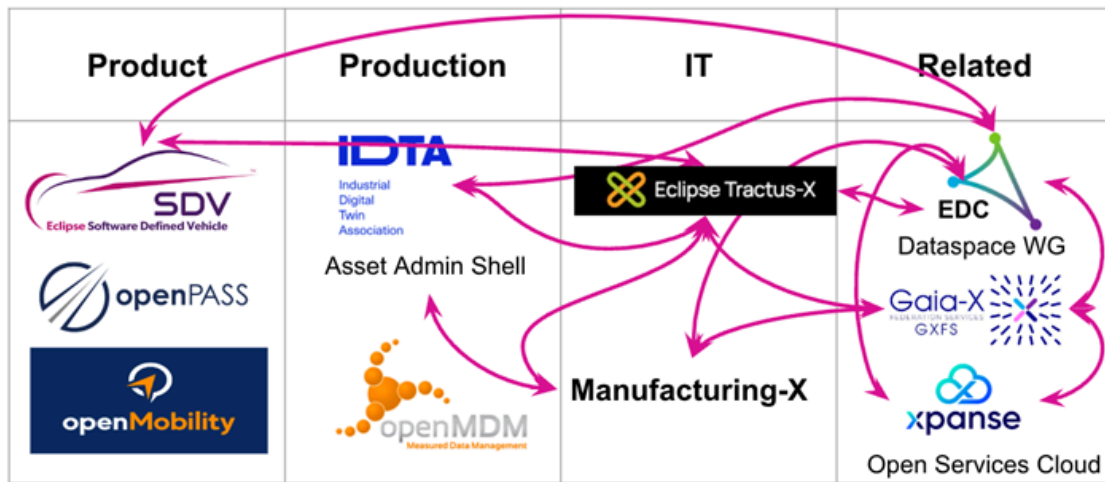 Product
Production
IT
Related
SDV
Eclipse Software Defined Vehicle
openPASS
openMobility
IDTA
Industrial
Digital
Twin
Association
Asset Admin Shell
openMDM
Measured Data Management
Eclipse Tractus-X
Manufacturing-X
EDC
Dataspace WG
Gaia-X
FEDERATION SERVICES
GXFS
xpanse
Open Services Cloud